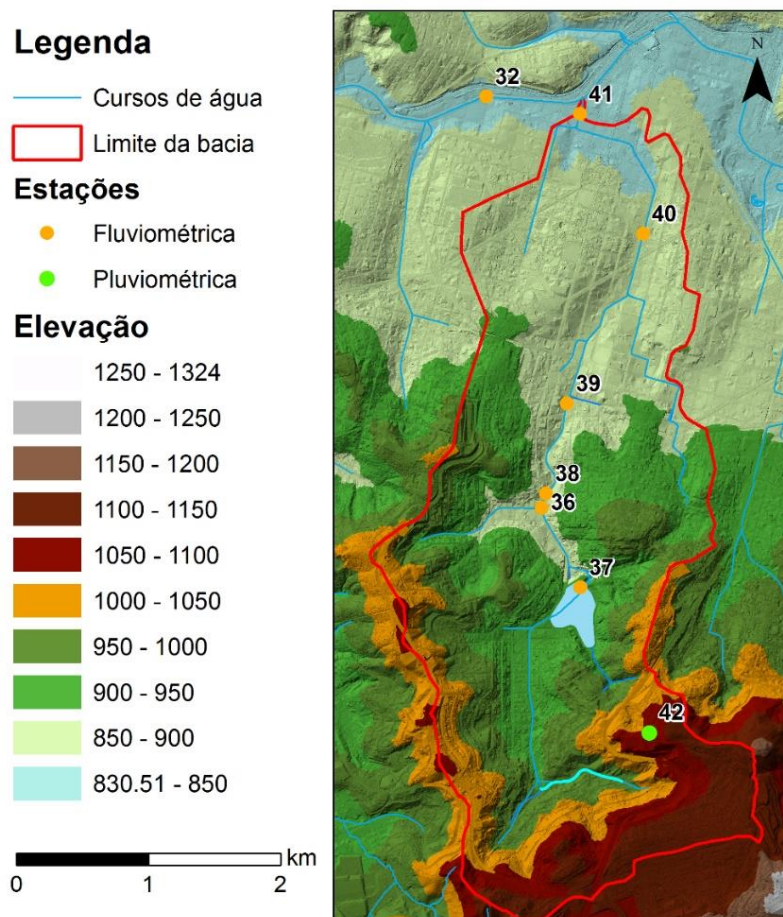 Legenda
Cursos de água
Limite da bacia
Estações
Fluviométrica
Pluviométrica
Elevação
1250 - 1324
1200 - 1250
1150 - 1200
1100 - 1150
1050 - 1100
1000 - 1050
950 - 1000
900 - 950
850 - 900
830.51 - 850
km
0 1 2
N
32
41
40
39
38
36
37
42